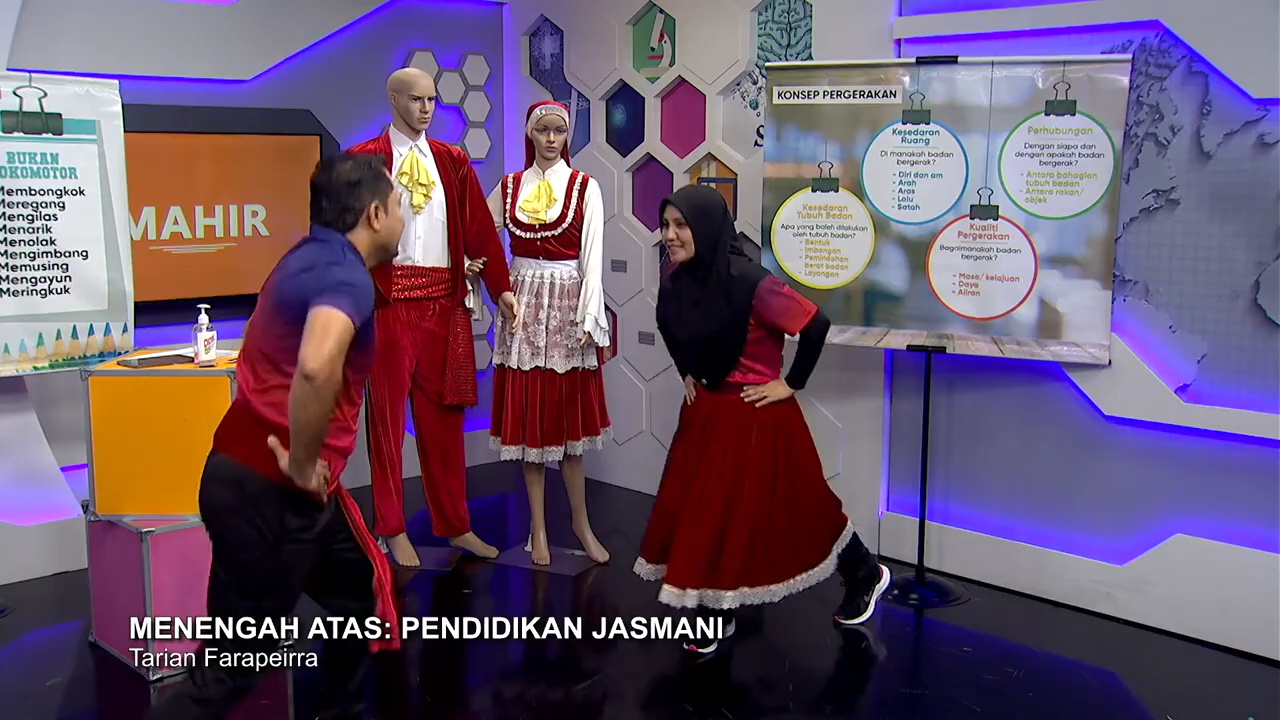 BUKAN
LOKOMOTOR
Membongkok
Meregang
Mengilas
Menarik
Menolak
Mengimbang
Memusing
Mengayun
Meringkuk
MAHIR
KONSEP PERGERAKAN
Kesedaran
Tubuh Badan
Apa yang boleh dilakukan
oleh tubuh badan?
- Bentuk
- Imbangan
- Pemindahan
berat badan
- Layangan
Kesedaran
Ruang
Di manakah badan
bergerak?
- Diri dan am
- Arah
- Aras
- Lalu
- Satah
Kualiti
Pergerakan
Bagaimanakah badan
bergerak?
- Masa/ kelajuan
- Daya
- Aliran
Perhubungan
Dengan siapa dan
dengan apakah badan
bergerak?
- Antara bahagian
tubuh badan
- Antara rakan/
objek
MENENGAH ATAS: PENDIDIKAN JASMANI
Tarian Farapeirra